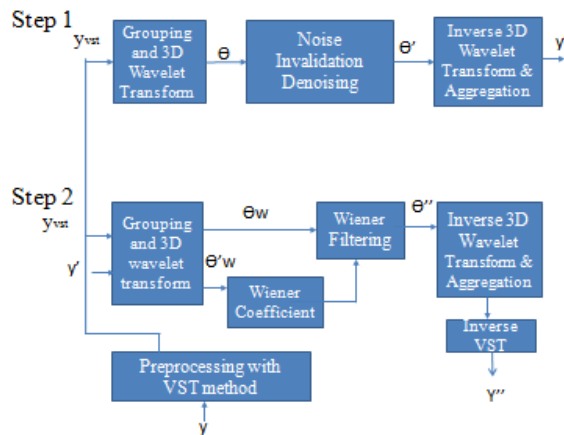 Step 1
yvst
Grouping
and 3D
Wavelet
Transform
Ɵ
Noise
Invalidation
Denoising
Ɵ’
Inverse 3D
Wavelet
Transform &
Aggregation
y
Step 2
yvst
y’
Grouping
and 3D
wavelet
transform
Ɵw
Ɵ’w
Wiener
Coefficient
Wiener
Filtering
Ɵ’’
Inverse 3D
Wavelet
Transform &
Aggregation
Inverse
VST
Y’’
Preprocessing with
VST method
y